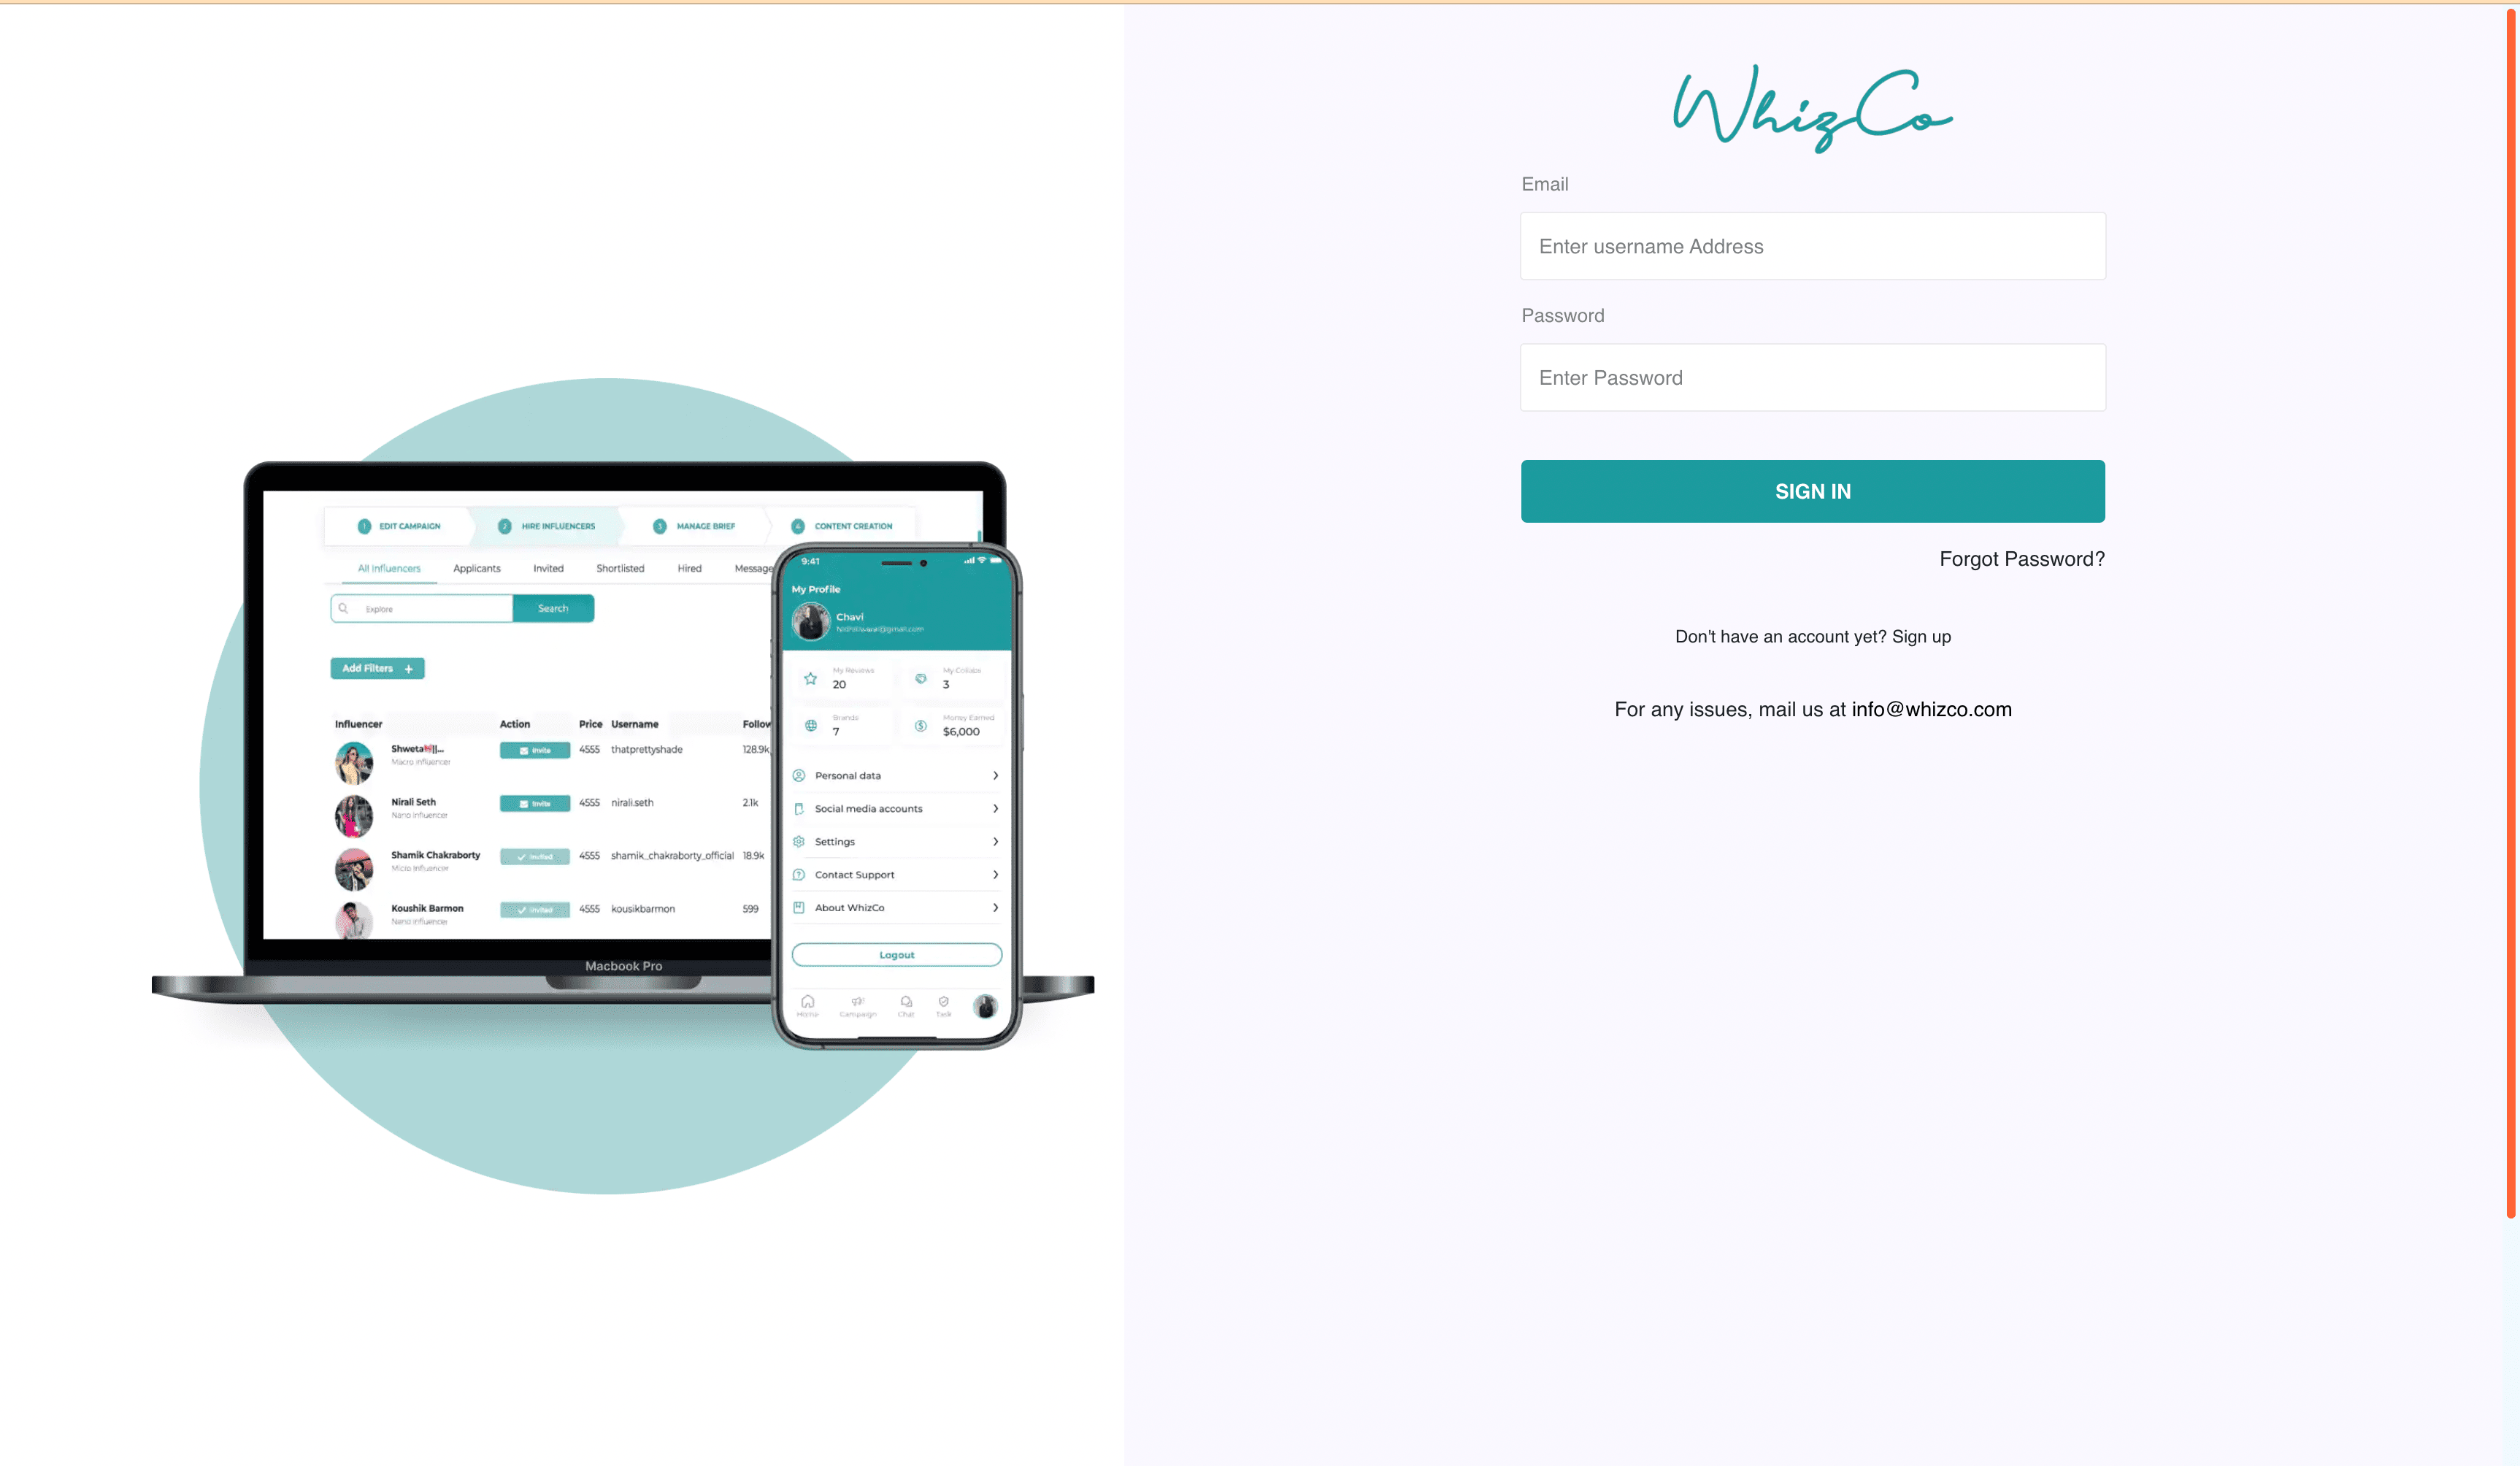 WhizCo
Email
Enter username Address
Password
Enter Password
SIGN IN
Forgot Password?
Don't have an account yet? Sign up
For any issues, mail us at info@whizco.com
1 EDIT CAMPAIGN 2 HIRE INFLUENCERS 3 MANAGE BRIEF 4 CONTENT CREATION
All Influencers Applicants Invited Shortlisted Hired Message
Explore Search
Add Filters +
Influencer Action Price Username Follow
Shweta||... Invite 4555 thatprettyshade 128.9k
Macro Influencer
Nirali Seth Invite 4555 nirali.seth 2.1k
Nano Influencer
Shamik Chakraborty Invited 4555 shamik_chakraborty_official 18.9k
Micro Influencer
Koushik Barmon Invited 4555 kousikbarmon 599
Nano Influencer
Macbook Pro
9:41
My Profile
Chavi
My Reviews
20
My Collabs
3
Brands
7
Money Earned
$6,000
Personal data
Social media accounts
Settings
Contact Support
About WhizCo
Logout
Home Campaign Chat Task